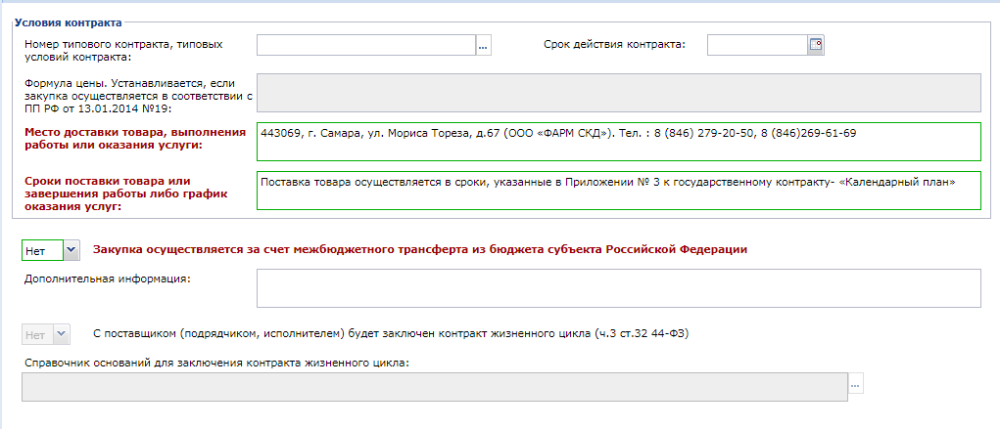 Условия контракта
Номер типового контракта, типовых
условий контракта:
...
Срок действия контракта:
Формула цены. Устанавливается, если
закупка осуществляется в соответствии с
ПП РФ от 13.01.2014 №19:
Место доставки товара, выполнения
работы или оказания услуги:
443069, г. Самара, ул. Мориса Тореза, д.67 (ООО «ФАРМ СКД»). Тел. : 8 (846) 279-20-50, 8 (846)269-61-69
Сроки поставки товара или
завершения работы либо график
оказания услуг:
Поставка товара осуществляется в сроки, указанные в Приложении № 3 к государственному контракту- «Календарный план»
Нет
Закупка осуществляется за счет межбюджетного трансферта из бюджета субъекта Российской Федерации
Дополнительная информация:
Нет
С поставщиком (подрядчиком, исполнителем) будет заключен контракт жизненного цикла (ч.3 ст.32 44-ФЗ)
Справочник оснований для заключения контракта жизненного цикла:
...